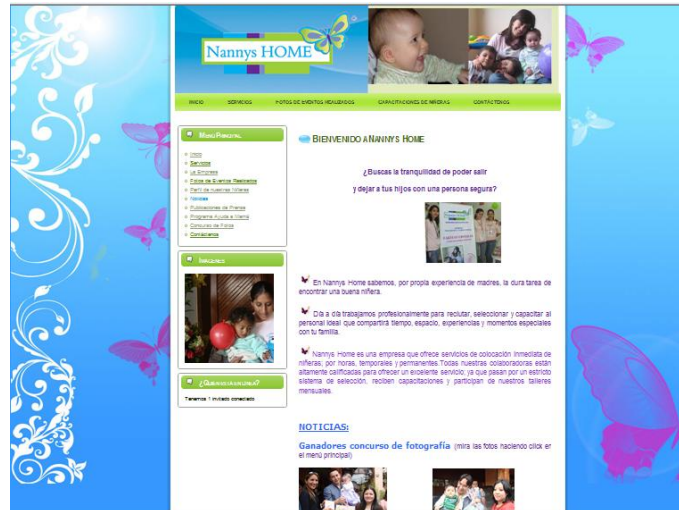 Nannys HOME
INICIO SERVICIOS FOTOS DE EVENTOS REALIZADOS CAPACITACIONES DE NIÑERAS CONTÁCTENOS
MENÚ PRINCIPAL
Inicio
Servicios
La Empresa
Fotos de Eventos Realizados
Perfil de nuestras Niñeras
Noticias
Publicaciones de Prensa
Programa Ayuda a Mamá
Concurso de Fotos
Contáctenos
IMÁGENES
¿QUIÉN ESTÁ EN LÍNEA?
Tenemos 1 invitado conectado
BIENVENIDO A NANNYS HOME
¿Buscas la tranquilidad de poder salir
y dejar a tus hijos con una persona segura?
En Nannys Home sabemos, por propia experiencia de madres, la dura tarea de
encontrar una buena niñera.
Día a día trabajamos profesionalmente para reclutar, seleccionar y capacitar al
personal ideal que compartirá tiempo, espacio, experiencias y momentos especiales
con tu familia.
Nannys Home es una empresa que ofrece servicios de colocación inmediata de
niñeras; por horas, temporales y permanentes.Todas nuestras colaboradoras están
altamente calificadas para ofrecer un excelente servicio; ya que pasan por un estricto
sistema de selección, reciben capacitaciones y participan de nuestros talleres
mensuales.
NOTICIAS:
Ganadores concurso de fotografía (mira las fotos haciendo click er
el menú principal)